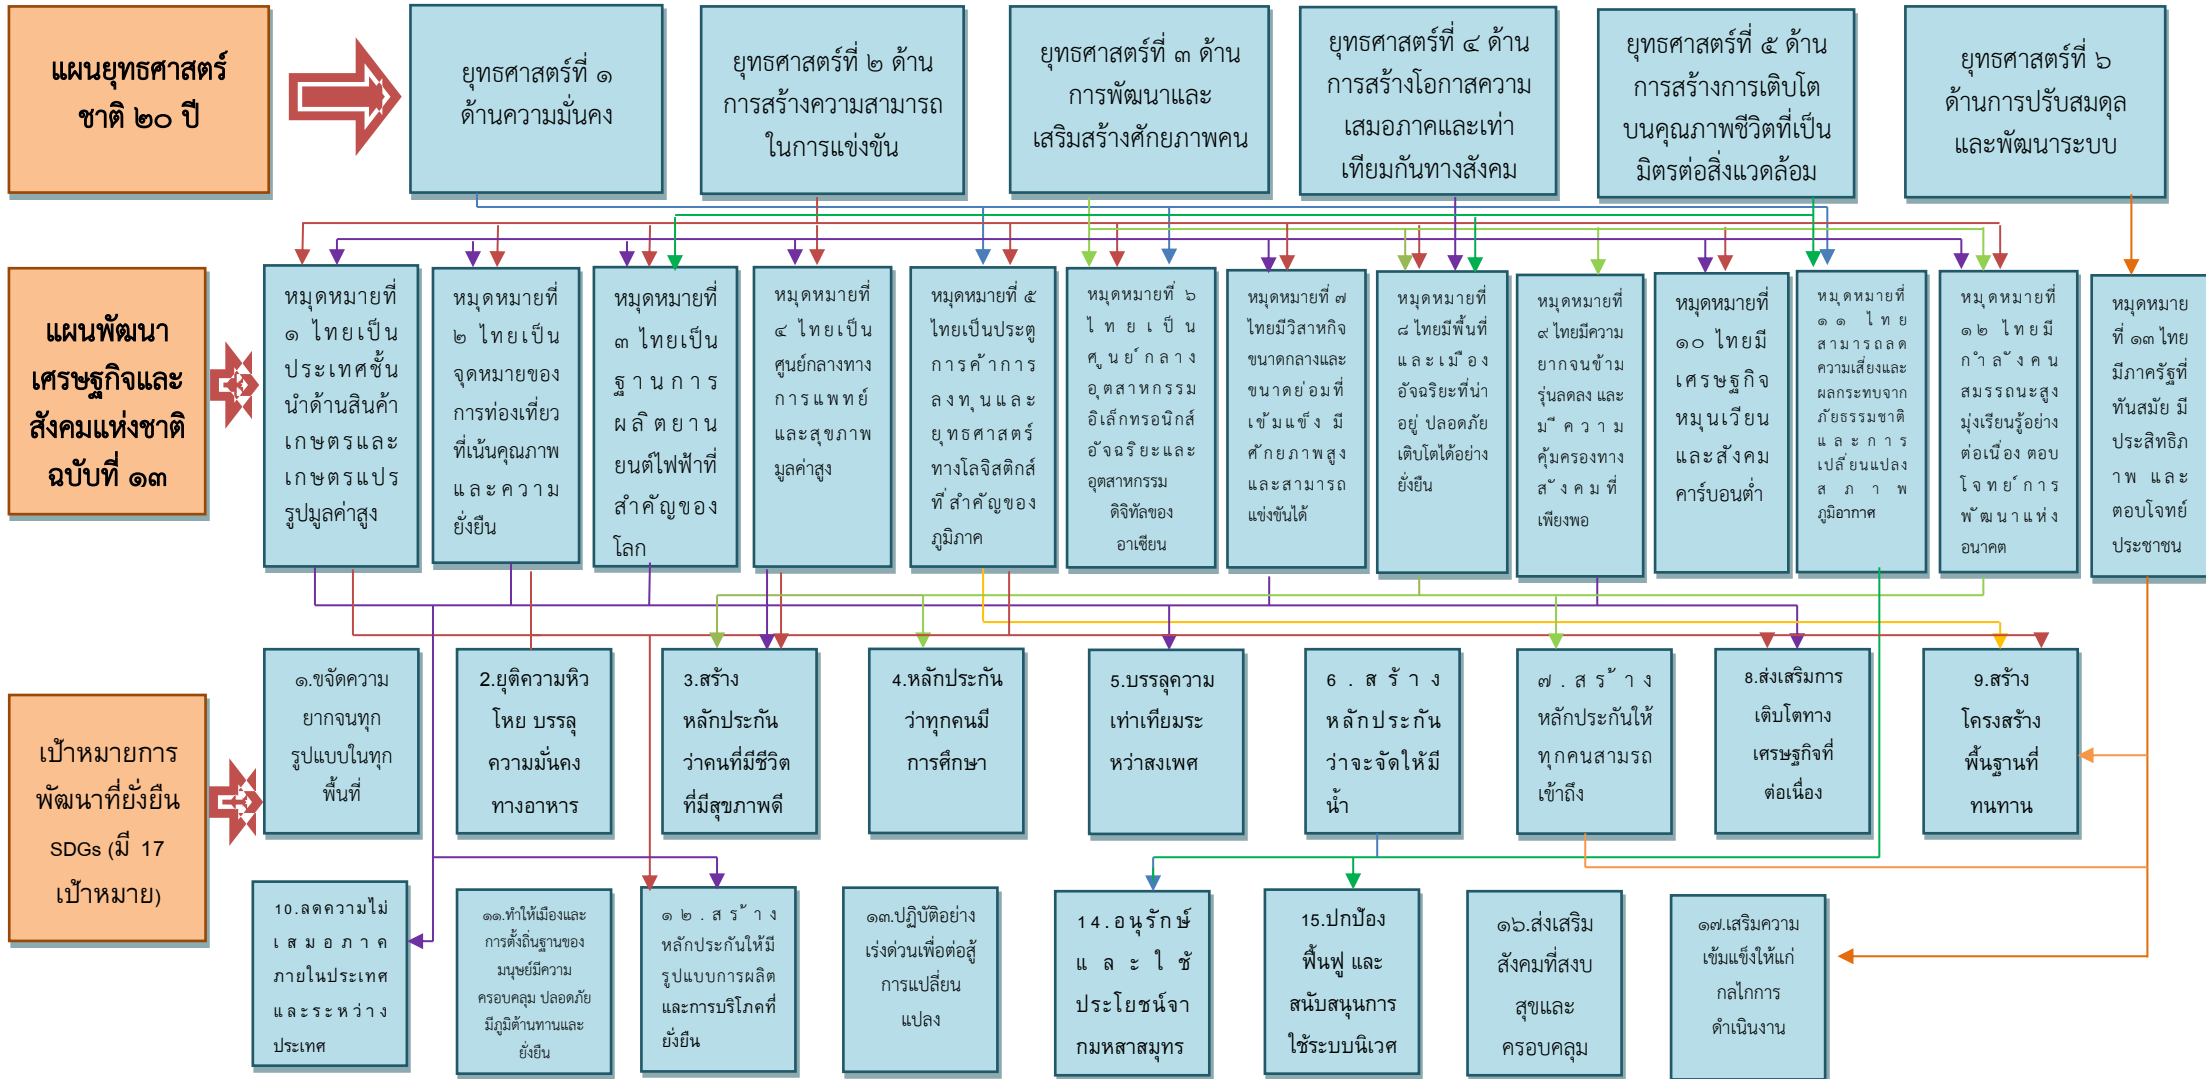 แผนยุทธศาสตร์
ชาติ ๒๐ ปี
ยุทธศาสตร์ที่ ๑
ด้านความมั่นคง
ยุทธศาสตร์ที่ ๒ ด้าน
การสร้างความสามารถ
ในการแข่งขัน
ยุทธศาสตร์ที่ ๓ ด้าน
การพัฒนาและ
เสริมสร้างศักยภาพคน
ยุทธศาสตร์ที่ ๔ ด้าน
การสร้างโอกาสความ
เสมอภาคและเท่า
เทียมกันทางสังคม
ยุทธศาสตร์ที่ ๕ ด้าน
การสร้างการเติบโต
บนคุณภาพชีวิตที่เป็น
มิตรต่อสิ่งแวดล้อม
ยุทธศาสตร์ที่ ๖
ด้านการปรับสมดุล
และพัฒนาระบบ
แผนพัฒนา
เศรษฐกิจและ
สังคมแห่งชาติ
ฉบับที่ ๑๓
หมุดหมายที่
๑ ไทยเป็น
ประเทศชั้น
นำด้านสินค้า
เกษตรและ
เกษตรแปร
รูปมูลค่าสูง
หมุดหมายที่
๒ ไทยเป็น
จุดหมายของ
การท่องเที่ยว
ที่เน้นคุณภาพ
และความ
ยั่งยืน
หมุดหมายที่
๓ ไทยเป็น
ฐานการ
ผลิตยาน
ยนต์ไฟฟ้าที่
สำคัญของ
โลก
หมุดหมายที่
๔ ไทยเป็น
ศูนย์กลางทาง
การแพทย์
และสุขภาพ
มูลค่าสูง
หมุดหมายที่ ๕
ไทยเป็นประตู
การค้าการ
ลงทุนและ
ยุทธศาสตร์
ทางโลจิสติกส์
ที่สำคัญของ
ภูมิภาค
หมุดหมายที่ ๖
ไทยเป็น
ศูนย์กลาง
อุตสาหกรรม
อิเล็กทรอนิกส์
อัจฉริยะและ
อุตสาหกรรม
ดิจิทัลของ
อาเซียน
หมุดหมายที่ ๗
ไทยมีวิสาหกิจ
ขนาดกลางและ
ขนาดย่อมที่
เข้มแข็ง มี
ศักยภาพสูง
และสามารถ
แข่งขันได้
หมุดหมายที่
๘ ไทยมีพื้นที่
และเมือง
อัจฉริยะที่น่า
อยู่ ปลอดภัย
เติบโตได้อย่าง
ยั่งยืน
หมุดหมายที่
๙ ไทยมีความ
ยากจนข้าม
รุ่นลดลง และ
มีความ
คุ้มครองทาง
สังคมที่
เพียงพอ
หมุดหมายที่
๑๐ ไทยมี
เศรษฐกิจ
หมุนเวียน
และสังคม
คาร์บอนต่ำ
หมุดหมายที่
๑๑ ไทย
สามารถลด
ความเสี่ยงและ
ผลกระทบจาก
ภัยธรรมชาติ
และการ
เปลี่ยนแปลง
สภาพ
ภูมิอากาศ
หมุดหมายที่
๑๒ ไทยมี
กำลังคน
สมรรถนะสูง
มุ่งเรียนรู้อย่าง
ต่อเนื่อง ตอบ
โจทย์การ
พัฒนาแห่ง
อนาคต
หมุดหมาย
ที่ ๑๓ ไทย
มีภาครัฐที่
ทันสมัย มี
ประสิทธิภ
าพ และ
ตอบโจทย์
ประชาชน
เป้าหมายการ
พัฒนาที่ยั่งยืน
SDGs (มี 17
เป้าหมาย)
๑.ขจัดความ
ยากจนทุก
รูปแบบในทุก
พื้นที่
2.ยุติความหิว
โหย บรรลุ
ความมั่นคง
ทางอาหาร
3.สร้าง
หลักประกัน
ว่าคนที่มีชีวิต
ที่มีสุขภาพดี
4.หลักประกัน
ว่าทุกคนมี
การศึกษา
5.บรรลุความ
เท่าเทียมระ
หว่างเพศ
6.สร้าง
หลักประกัน
ว่าจะจัดให้มี
น้ำ
๗.สร้าง
หลักประกันให้
ทุกคนสามรถ
เข้าถึง
8.ส่งเสริมการ
เติบโตทาง
เศรษฐกิจที่
ต่อเนื่อง
9.สร้าง
โครงสร้าง
พื้นฐานที่
ทนทาน
10.ลดความไม่
เสมอภาค
ภายในประเทศ
และระหว่าง
ประเทศ
๑๑.ทำให้เมืองและ
การตั้งถิ่นฐานของ
มนุษย์มีความ
ครอบคลุม ปลอดภัย
มีภูมิต้านทานและ
ยั่งยืน
๑๒.สร้าง
หลักประกันให้มี
รูปแบบการผลิต
และการบริโภคที่
ยั่งยืน
๑๓.ปฏิบัติอย่าง
เร่งด่วนเพื่อต่อสู้
การเปลี่ยน
แปลง
14.อนุรักษ์
และใช้
ประโยชน์จา
กมหาสมุทร
15.ปกป้อง
ฟื้นฟู และ
สนับสนุนการ
ใช้ระบบนิเวศ
๑๖.ส่งเสริม
สังคมที่สงบ
สุขและ
ครอบคลุม
๑๗.เสริมความ
เข้มแข็งให้แก่
กลไกการ
ดำเนินงาน